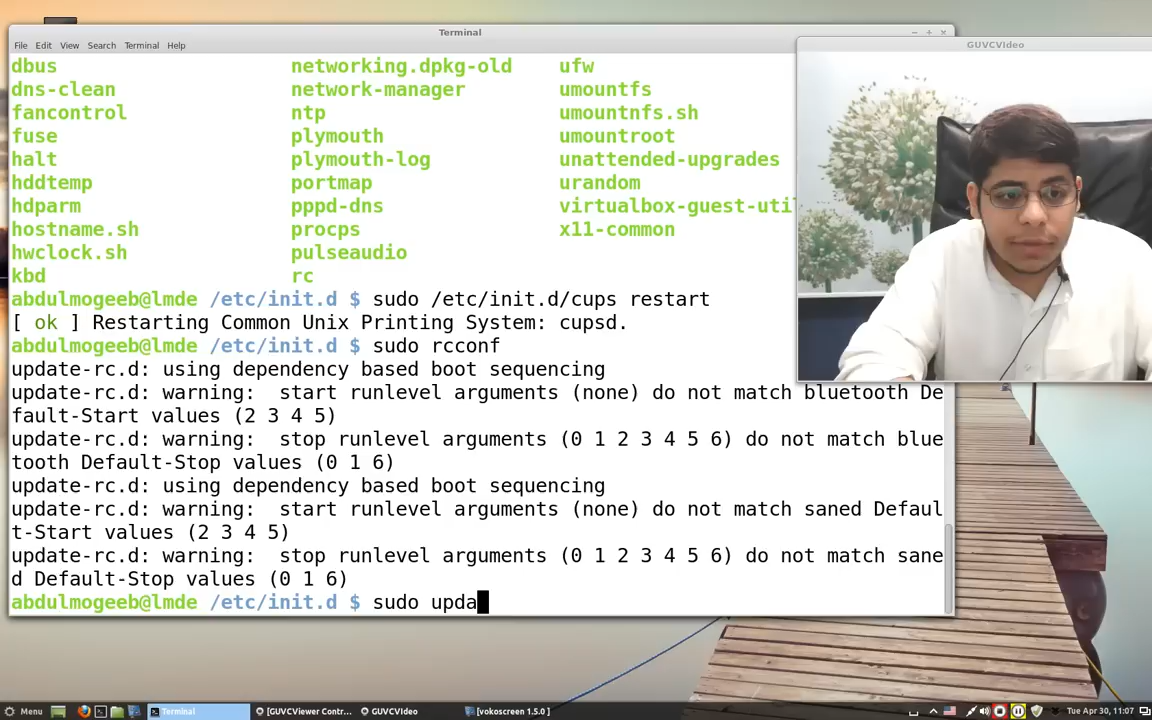 Terminal
File Edit View Search Terminal Help
GUVCVIdeo
dbus networking.dpkg-old ufw
dns-clean network-manager umountfs
fancontrol ntp umountnfs.sh
fuse plymouth umountroot
halt plymouth-log unattended-upgrades
hddtemp portmap urandom
hdparm pppd-dns virtualbox-guest-util
hostname.sh procps x11-common
hwclock.sh pulseaudio
kbd rc
abdulmogeeb@lmde /etc/init.d $ sudo /etc/init.d/cups restart
[ ok ] Restarting Common Unix Printing System: cupsd.
abdulmogeeb@lmde /etc/init.d $ sudo rcconf
update-rc.d: using dependency based boot sequencing
update-rc.d: warning:  start runlevel arguments (none) do not match bluetooth De
fault-Start values (2 3 4 5)
update-rc.d: warning:  stop runlevel arguments (0 1 2 3 4 5 6) do not match blue
tooth Default-Stop values (0 1 6)
update-rc.d: using dependency based boot sequencing
update-rc.d: warning:  start runlevel arguments (none) do not match saned Defaul
t-Start values (2 3 4 5)
update-rc.d: warning:  stop runlevel arguments (0 1 2 3 4 5 6) do not match sane
d Default-Stop values (0 1 6)
abdulmogeeb@lmde /etc/init.d $ sudo upda
Menu Terminal [GUVCViewer Contr... GUVCVIdeo [vokoscreen 1.5.0 ] Tue Apr 30, 11:07